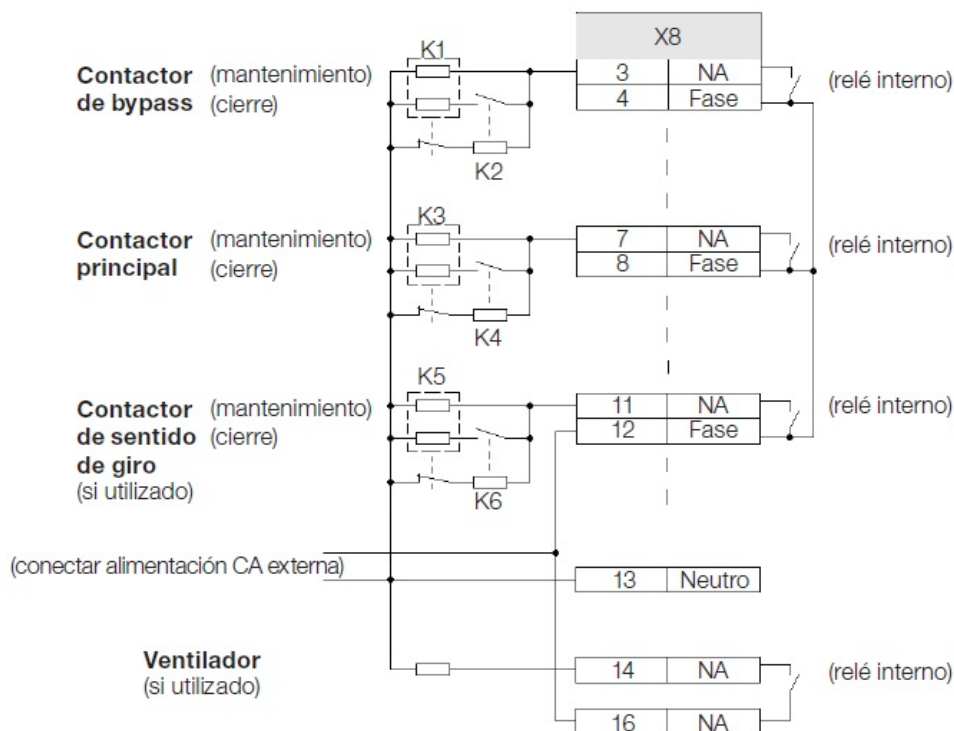 X8
K1
Contactor (mantenimiento)
de bypass (cierre)
3 NA
4 Fase
(relé interno)
K2
K3
Contactor (mantenimiento)
principal (cierre)
7 NA
8 Fase
(relé interno)
K4
K5
Contactor (mantenimiento)
de sentido (cierre)
de giro
(si utilizado)
11 NA
12 Fase
(relé interno)
K6
(conectar alimentación CA externa)
13 Neutro
Ventilador
(si utilizado)
14 NA
(relé interno)
16 NA